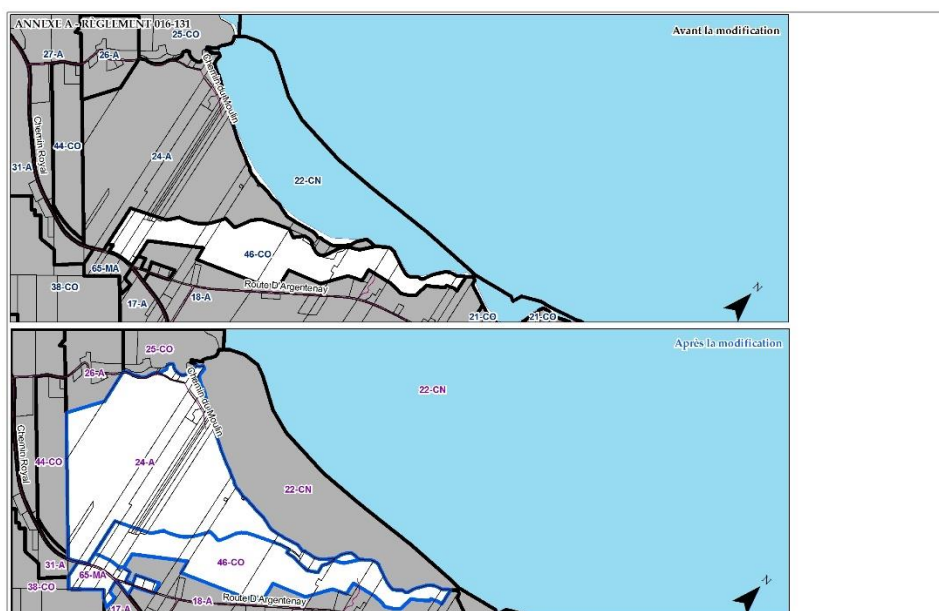 ANNEXE A - RÈGLEMENT 016-131
Avant la modification
25-CO
27-A
26-A
Chemin du Moulin
Chemin Royal
44-CO
24-A
31-A
22-CN
46-CO
65-MA
Route D'Argentenay
38-CO
17-A
18-A
21-CO
21-CO
N
Après la modification
25-CO
26-A
Chemin du Moulin
22-CN
Chemin Royal
44-CO
24-A
22-CN
31-A
46-CO
65-MA
38-CO
Route D'Argentenay
17-A
18-A
N